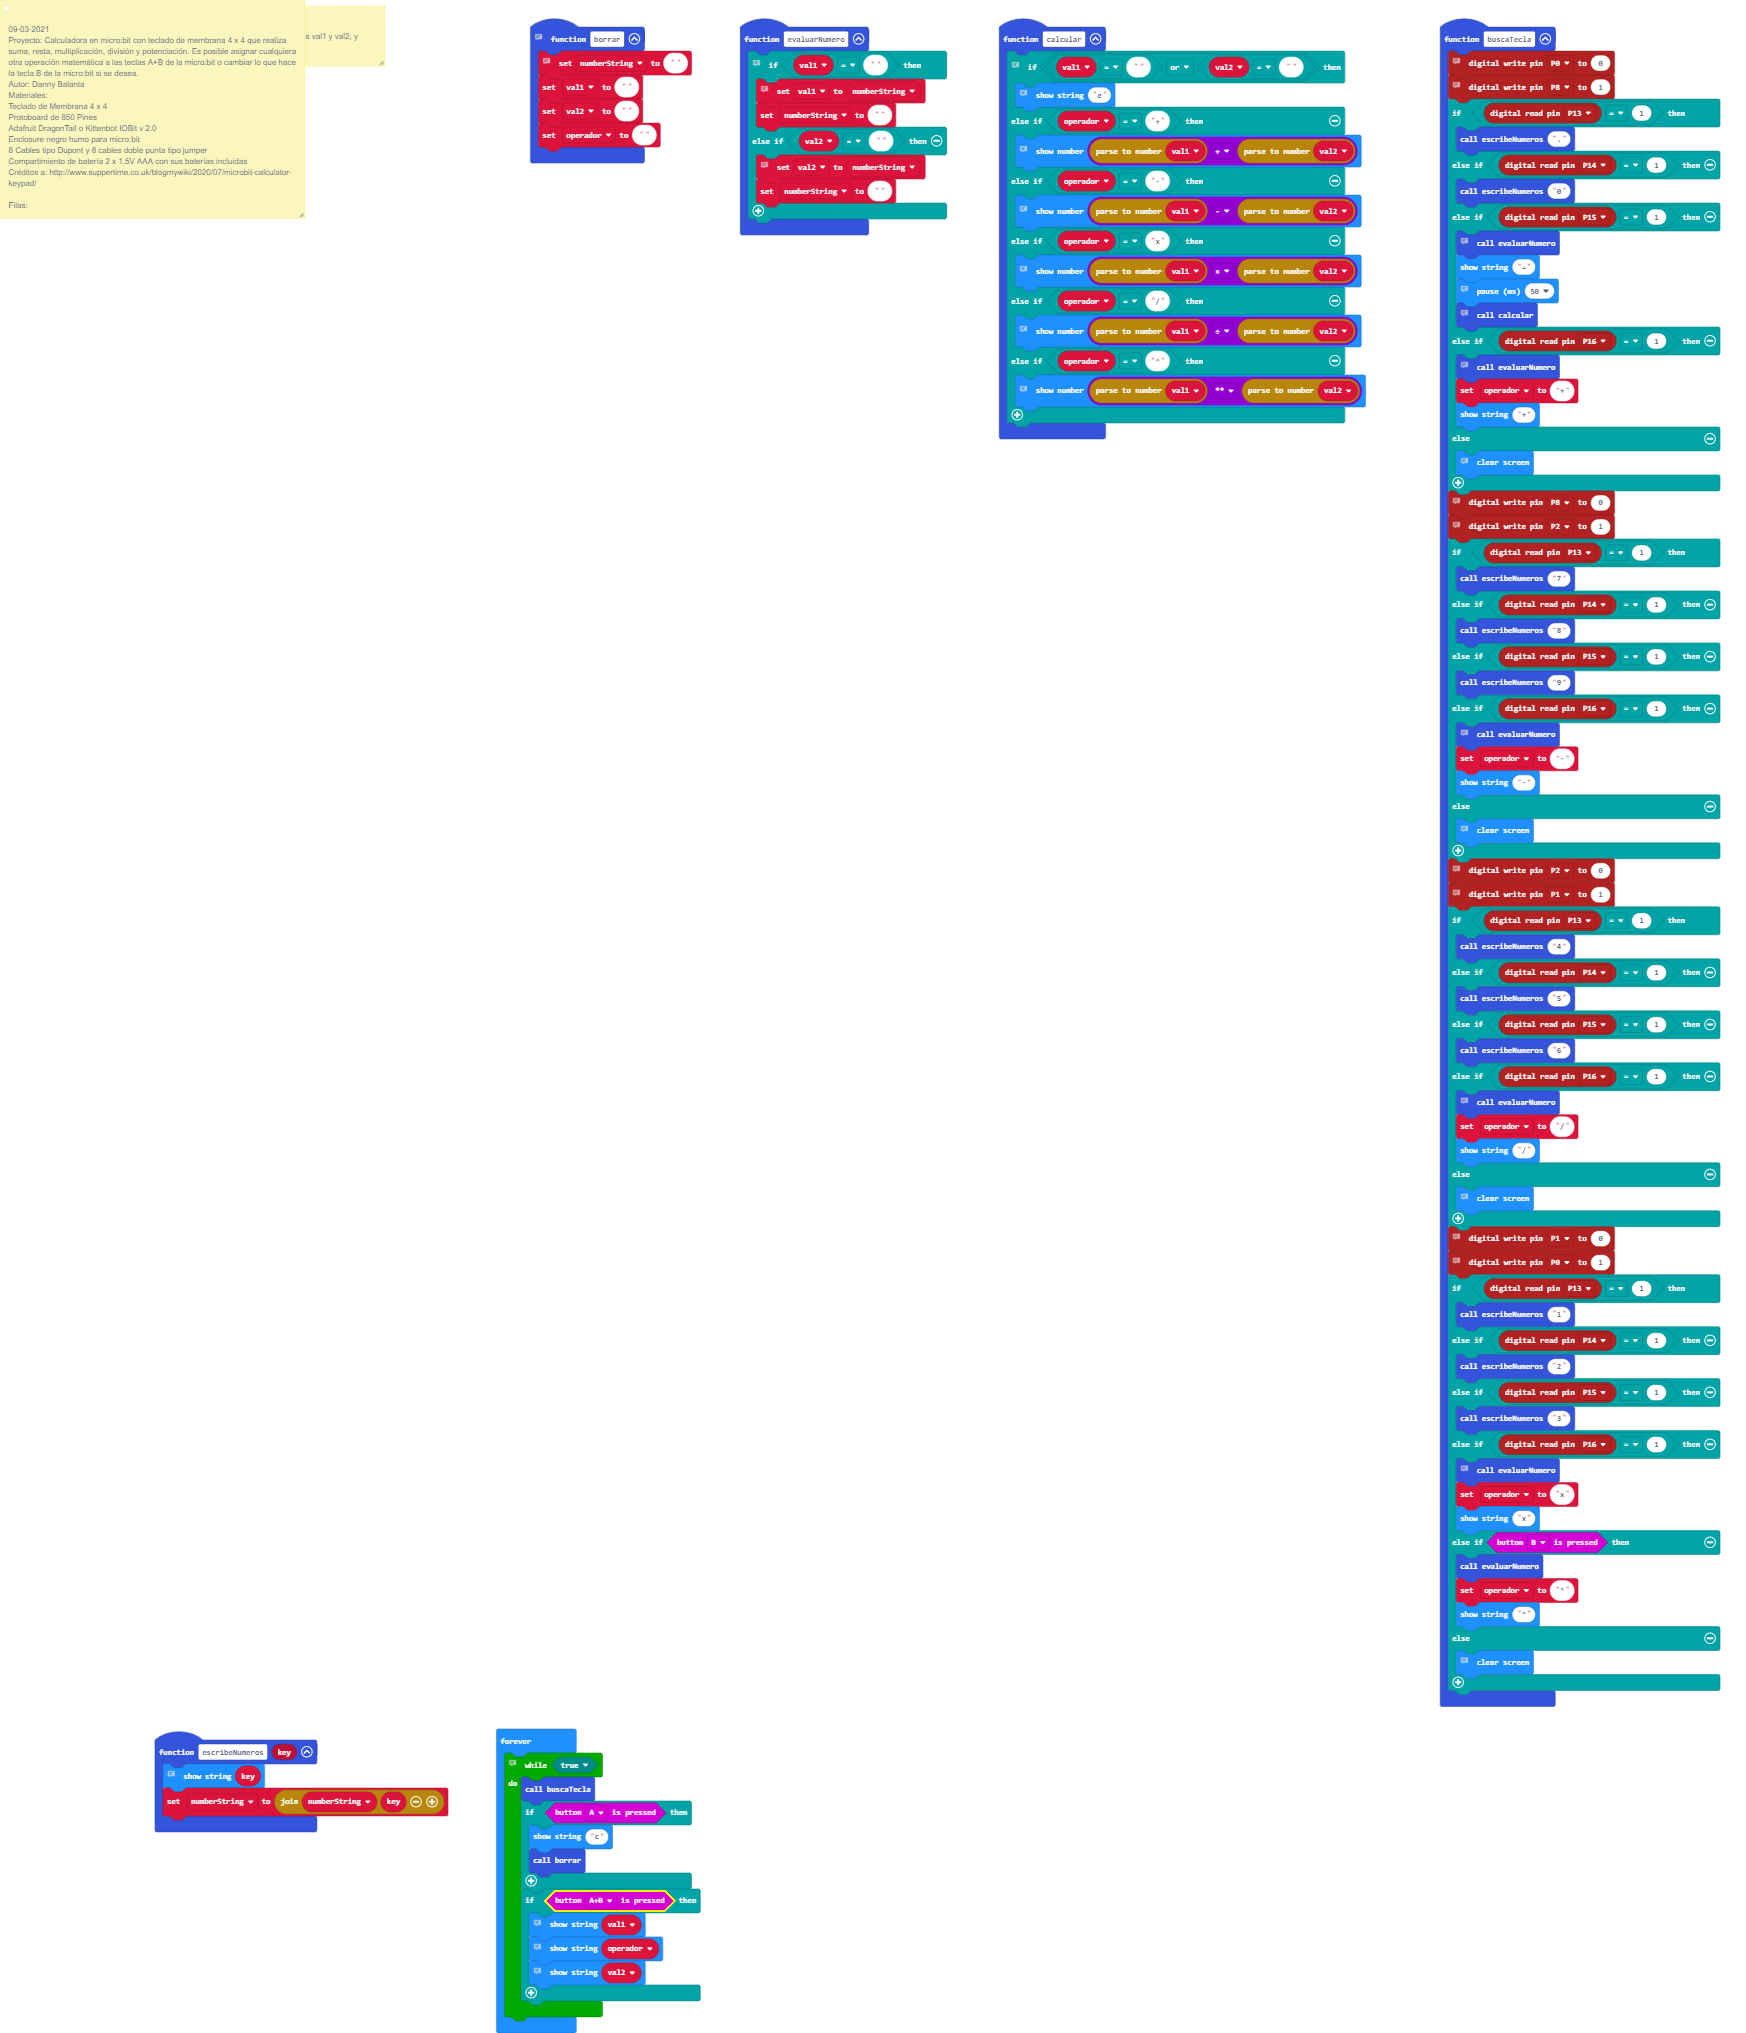 09-03-2021
Proyecto: Calculadora en micro:bit con teclado de membrana 4 x 4 que realiza
suma, resta, multiplicación, división y potenciación. Es posible asignar cualquiera
otra operación matemática a las teclas A+B de la micro:bit o cambiar lo que hace
la tecla B de la micro:bit si se desea.
Autor: Danny Balanta
Materiales:
Teclado de Membrana 4 x 4
Protoboard de 850 Pines
Adafruit DragonTail o Kittenbot IOBit v 2.0
Enclosure negro humo para micro:bit
8 Cables tipo Dupont y 8 cables doble punta tipo jumper
Compartimiento de batería 2 x 1.5V AAA con sus baterías incluidas
Créditos a: http://www.suppertime.co.uk/blogmywiki/2020/07/microbit-calculator-
keypad/
Filas:
s val1 y val2, y
function borrar
set numberString to ""
set val1 to ""
set val2 to ""
set operador to ""
function evaluarNumero
if val1 = "" then
set val1 to numberString
set numberString to ""
else if val2 = "" then
set val2 to numberString
set numberString to ""
function calcular
if val1 = "" or val2 = "" then
show string "e"
else if operador = "+" then
show number parse to number val1 + parse to number val2
else if operador = "-" then
show number parse to number val1 - parse to number val2
else if operador = "x" then
show number parse to number val1 × parse to number val2
else if operador = "/" then
show number parse to number val1 ÷ parse to number val2
else if operador = "^" then
show number parse to number val1 ** parse to number val2
function buscaTecla
digital write pin P0 to 0
digital write pin P8 to 1
if digital read pin P13 = 1 then
call escribeNumeros "."
else if digital read pin P14 = 1 then
call escribeNumeros "0"
else if digital read pin P15 = 1 then
call evaluarNumero
show string "="
pause (ms) 50
call calcular
else if digital read pin P16 = 1 then
call evaluarNumero
set operador to "+"
show string "+"
else
clear screen
digital write pin P8 to 0
digital write pin P2 to 1
if digital read pin P13 = 1 then
call escribeNumeros "7"
else if digital read pin P14 = 1 then
call escribeNumeros "8"
else if digital read pin P15 = 1 then
call escribeNumeros "9"
else if digital read pin P16 = 1 then
call evaluarNumero
set operador to "-"
show string "-"
else
clear screen
digital write pin P2 to 0
digital write pin P1 to 1
if digital read pin P13 = 1 then
call escribeNumeros "4"
else if digital read pin P14 = 1 then
call escribeNumeros "5"
else if digital read pin P15 = 1 then
call escribeNumeros "6"
else if digital read pin P16 = 1 then
call evaluarNumero
set operador to "/"
show string "/"
else
clear screen
digital write pin P1 to 0
digital write pin P0 to 1
if digital read pin P13 = 1 then
call escribeNumeros "1"
else if digital read pin P14 = 1 then
call escribeNumeros "2"
else if digital read pin P15 = 1 then
call escribeNumeros "3"
else if digital read pin P16 = 1 then
call evaluarNumero
set operador to "x"
show string "x"
else if button B is pressed then
call evaluarNumero
set operador to "^"
show string "^"
else
clear screen
function escribeNumeros key
show string key
set numberString to join numberString key
forever
while true
do
call buscaTecla
if button A is pressed then
show string "c"
call borrar
if button A+B is pressed then
show string val1
show string operador
show string val2